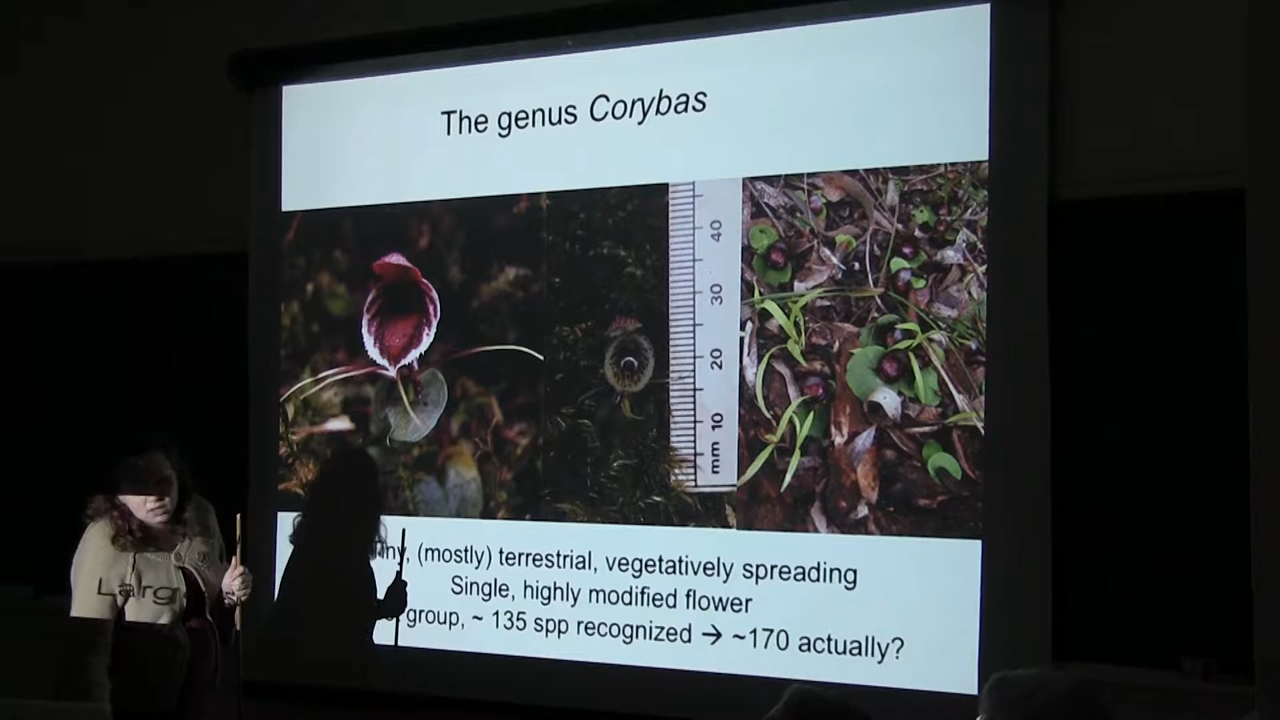 The genus Corybas
40
30
20
mm 10
(mostly) terrestrial, vegetatively spreading
Single, highly modified flower
Larg group, ~ 135 spp recognized → ~170 actually?